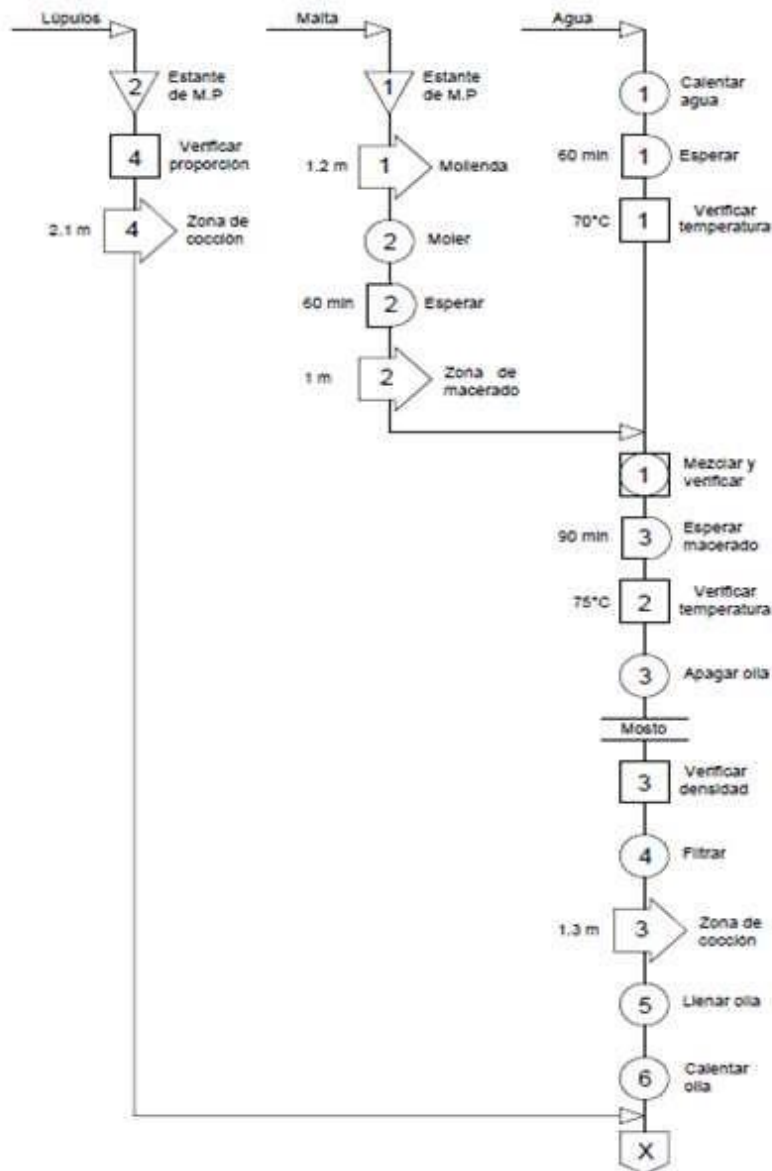 Lúpulos
2
Estante
de M.P
4
Verificar
proporción
2.1 m
4
Zona de
cocción
Malta
1
Estante
de M.P
1.2 m
1
Molienda
2
Moler
60 min
2
Esperar
1 m
2
Zona de
macerado
Agua
1
Calentar
agua
60 min
1
Esperar
70°C
1
Verificar
temperatura
1
Mezclar y
verificar
90 min
3
Esperar
macerado
75°C
2
Verificar
temperatura
3
Apagar olla
Mosto
3
Verificar
densidad
4
Filtrar
1.3 m
3
Zona de
cocción
5
Llenar olla
6
Calentar
olla
X